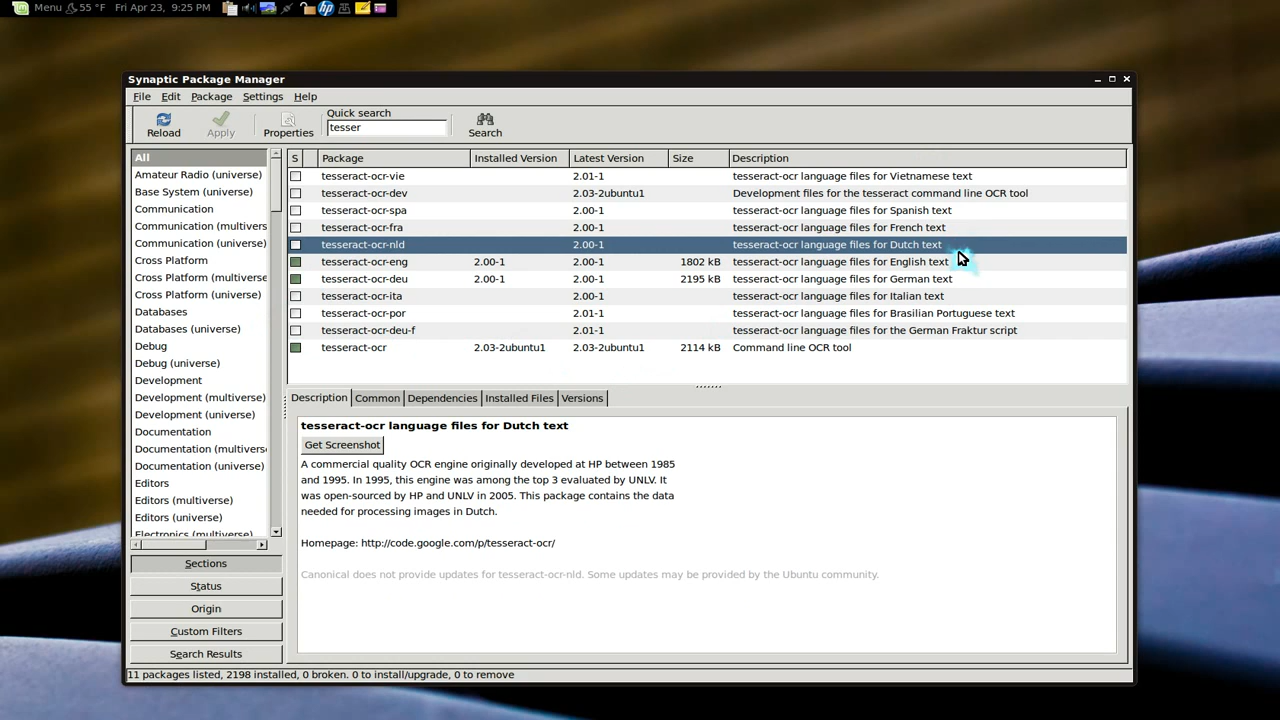 Menu 55 °F Fri Apr 23, 9:25 PM
Synaptic Package Manager
File Edit Package Settings Help
Reload Apply Properties Quick search tesser Search
All
Amateur Radio (universe)
Base System (universe)
Communication
Communication (multivers
Communication (universe)
Cross Platform
Cross Platform (multiverse
Cross Platform (universe)
Databases
Databases (universe)
Debug
Debug (universe)
Development
Development (multiverse)
Development (universe)
Documentation
Documentation (multiverse
Documentation (universe)
Editors
Editors (multiverse)
Editors (universe)
Electronics (multiverse)
Sections
Status
Origin
Custom Filters
Search Results
S Package Installed Version Latest Version Size Description
tesseract-ocr-vie 2.01-1 tesseract-ocr language files for Vietnamese text
tesseract-ocr-dev 2.03-2ubuntu1 Development files for the tesseract command line OCR tool
tesseract-ocr-spa 2.00-1 tesseract-ocr language files for Spanish text
tesseract-ocr-fra 2.00-1 tesseract-ocr language files for French text
tesseract-ocr-nld 2.00-1 tesseract-ocr language files for Dutch text
tesseract-ocr-eng 2.00-1 2.00-1 1802 kB tesseract-ocr language files for English text
tesseract-ocr-deu 2.00-1 2.00-1 2195 kB tesseract-ocr language files for German text
tesseract-ocr-ita 2.00-1 tesseract-ocr language files for Italian text
tesseract-ocr-por 2.01-1 tesseract-ocr language files for Brasilian Portuguese text
tesseract-ocr-deu-f 2.01-1 tesseract-ocr language files for the German Fraktur script
tesseract-ocr 2.03-2ubuntu1 2.03-2ubuntu1 2114 kB Command line OCR tool
Description Common Dependencies Installed Files Versions
tesseract-ocr language files for Dutch text
Get Screenshot
A commercial quality OCR engine originally developed at HP between 1985
and 1995. In 1995, this engine was among the top 3 evaluated by UNLV. It
was open-sourced by HP and UNLV in 2005. This package contains the data
needed for processing images in Dutch.
Homepage: http://code.google.com/p/tesseract-ocr/
Canonical does not provide updates for tesseract-ocr-nld. Some updates may be provided by the Ubuntu community.
11 packages listed, 2198 installed, 0 broken. 0 to install/upgrade, 0 to remove